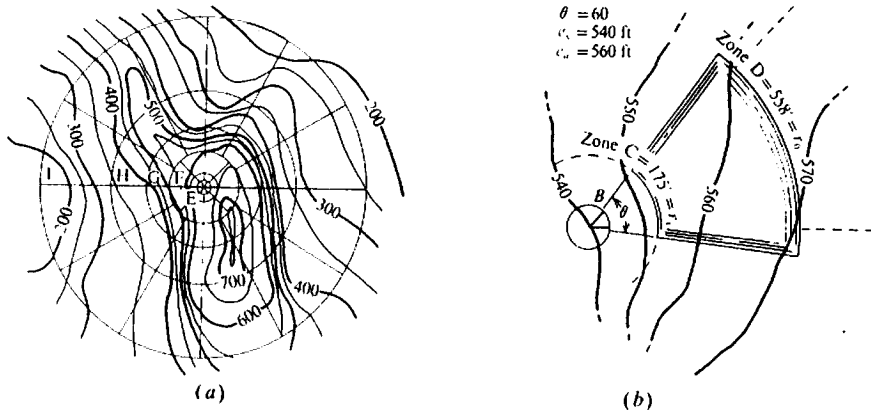 θ = 60
= 540 ft
= 560 ft
400
500
300
200
I
H
G
F
E
200
300
700
400
600
(a)
Zone D = 558' =
550
Zone C = 175' =
570
540
B
θ
560
(b)